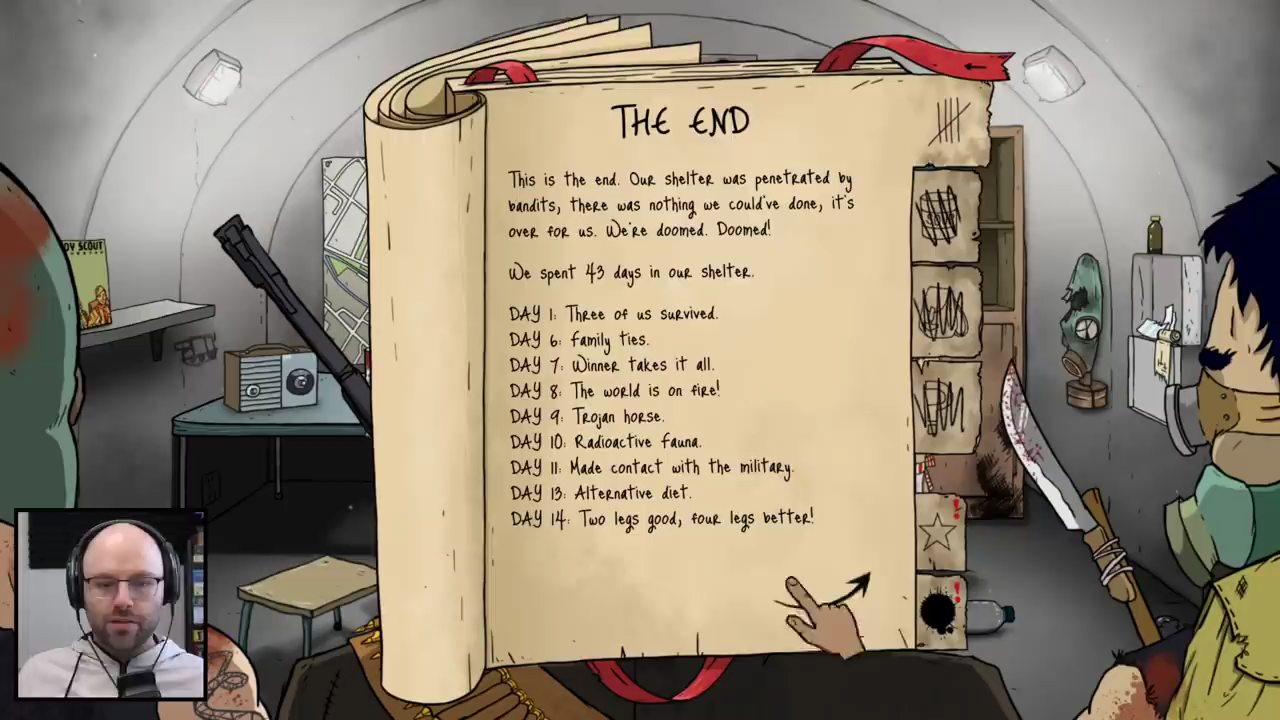 THE END
This is the end. Our shelter was penetrated by
bandits, there was nothing we could've done, it's
over for us. We're doomed. Doomed!
We spent 43 days in our shelter.
DAY 1: Three of us survived.
DAY 6: Family ties.
DAY 7: Winner takes it all.
DAY 8: The world is on fire!
DAY 9: Trojan horse.
DAY 10: Radioactive fauna.
DAY 11: Made contact with the military.
DAY 13: Alternative diet.
DAY 14: Two legs good, four legs better!
OY SCOUT